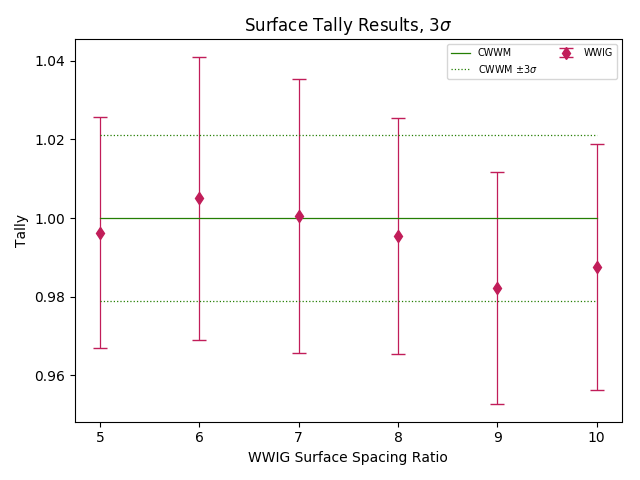 Surface Tally Results, 3σ
CWWM
CWWM ±3σ
WWIG
1.04
1.02
1.00
0.98
0.96
Tally
5 6 7 8 9 10
WWIG Surface Spacing Ratio